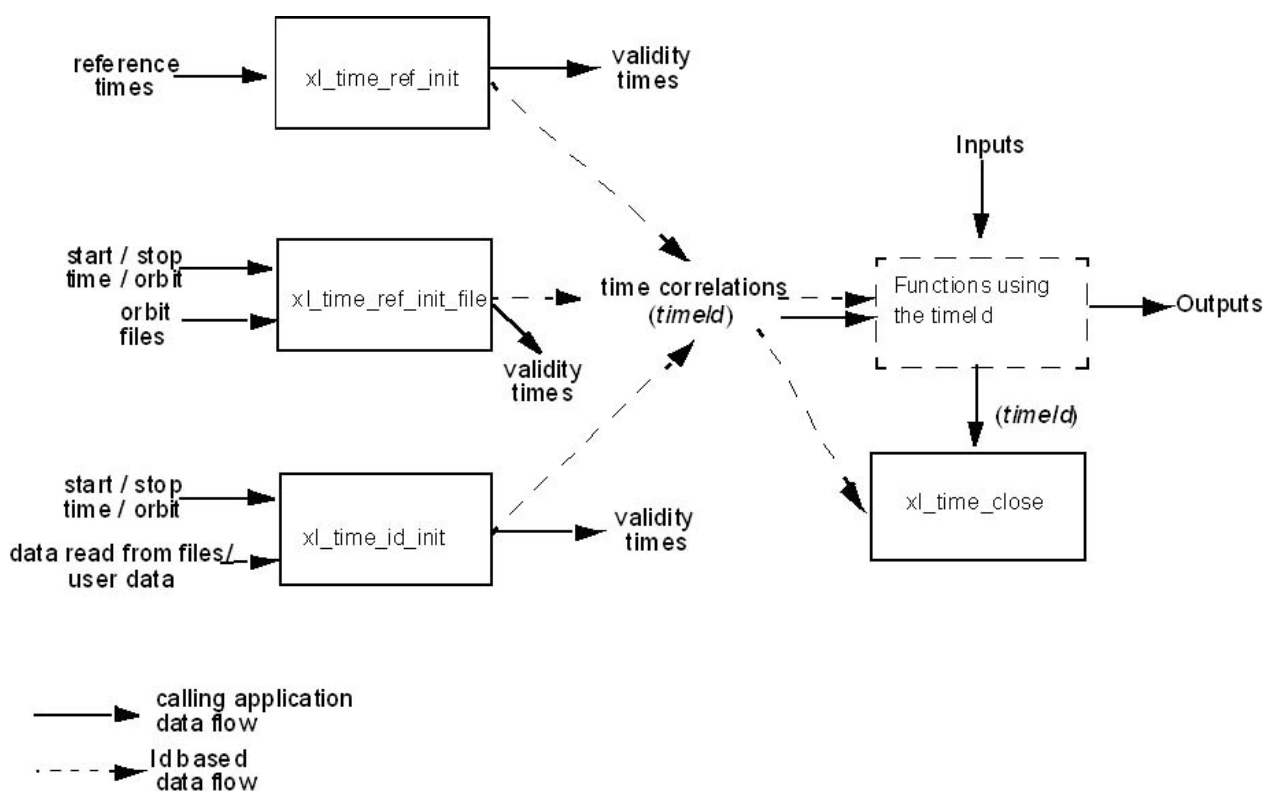 reference
times
xl_time_ref_init
validity
times
Inputs
start / stop
time / orbit
orbit
files
xl_time_ref_init_file
validity
times
time correlations
(timeId)
Functions using
the timeId
Outputs
(timeId)
start / stop
time / orbit
data read from files/
user data
xl_time_id_init
validity
times
xl_time_close
calling application
data flow
Id based
data flow